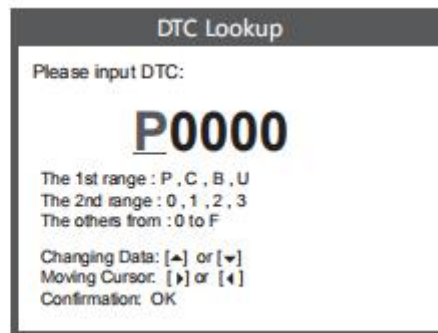 DTC Lookup
Please input DTC:
P0000
The 1st range : P , C , B , U
The 2nd range : 0 , 1 , 2 , 3
The others from : 0 to F
Changing Data: [▲] or [▼]
Moving Cursor: [▶] or [◀]
Confirmation: OK